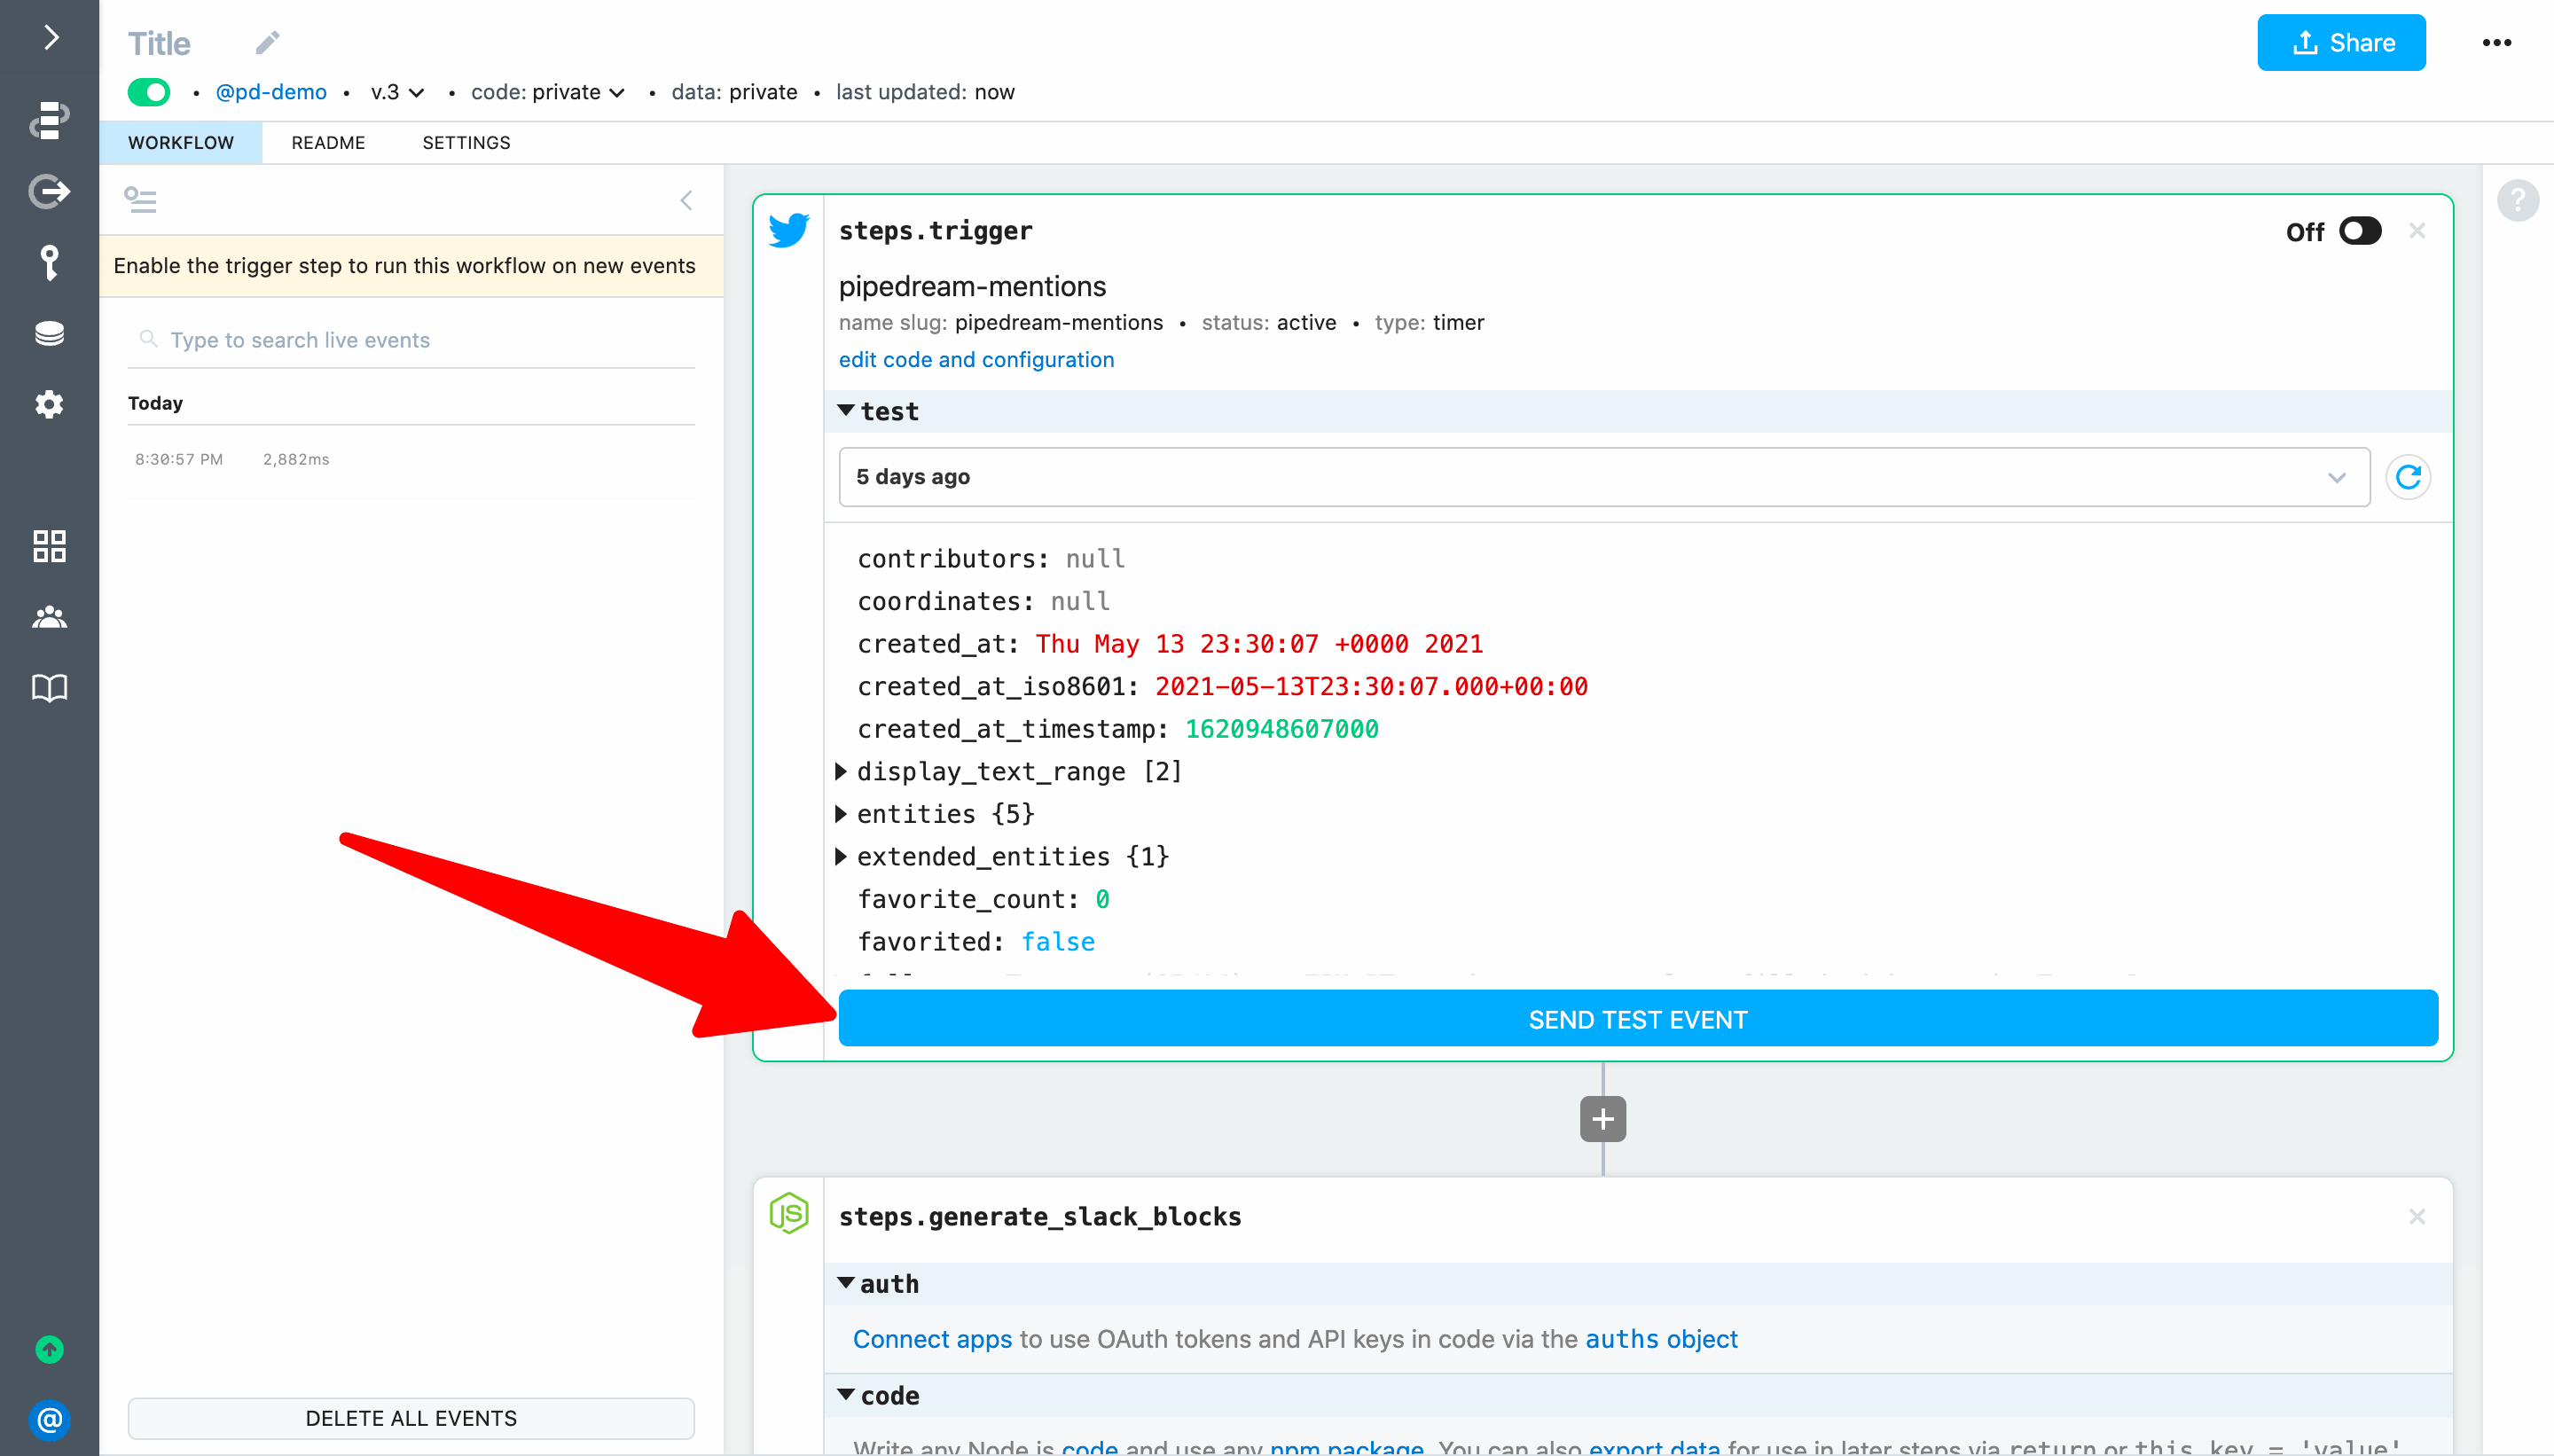 Title
Share
• @pd-demo • v.3 • code: private • data: private • last updated: now
WORKFLOW README SETTINGS
Enable the trigger step to run this workflow on new events
Type to search live events
Today
8:30:57 PM 2,882ms
DELETE ALL EVENTS
@
?
steps.trigger
Off
pipedream-mentions
name slug: pipedream-mentions • status: active • type: timer
edit code and configuration
test
5 days ago
contributors: null
coordinates: null
created_at: Thu May 13 23:30:07 +0000 2021
created_at_iso8601: 2021-05-13T23:30:07.000+00:00
created_at_timestamp: 1620948607000
display_text_range [2]
entities {5}
extended_entities {1}
favorite_count: 0
favorited: false
SEND TEST EVENT
+
JS
steps.generate_slack_blocks
auth
Connect apps to use OAuth tokens and API keys in code via the auths object
code
Write any Node.js code and use any npm package. You can also export data for use in later steps via return or this.key = 'value'